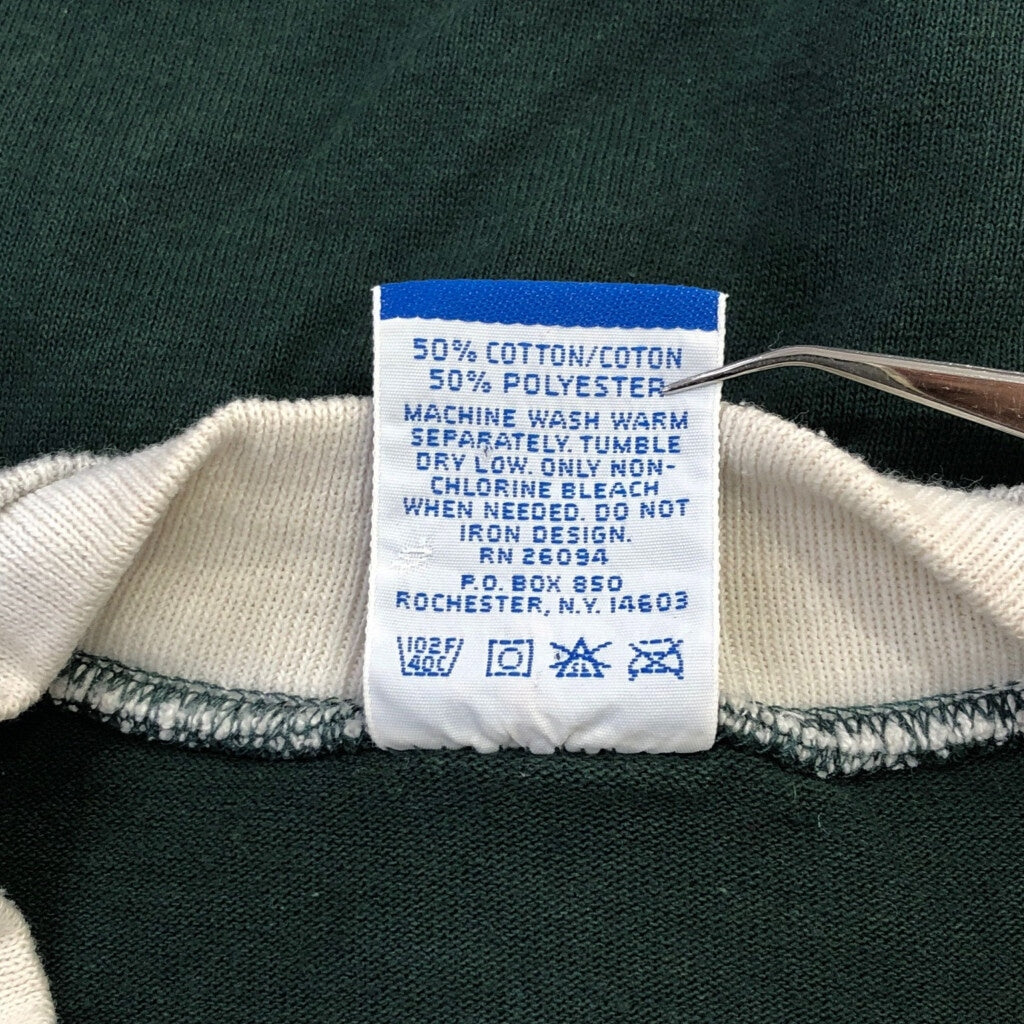 50% COTTON/COTON
50% POLYESTER
MACHINE WASH WARM
SEPARATELY. TUMBLE
DRY LOW. ONLY NON-
CHLORINE BLEACH
WHEN NEEDED. DO NOT
IRON DESIGN.
RN 26094
P.O. BOX 850
ROCHESTER, N.Y. 14603
102F
40C